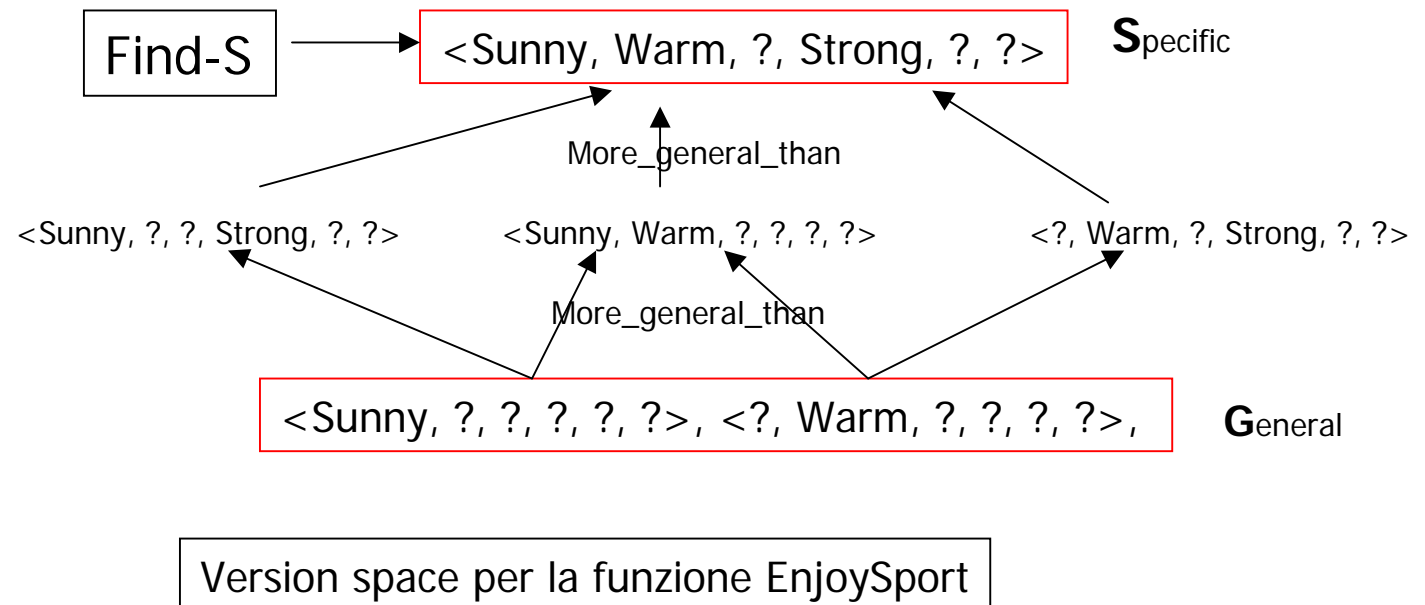 Find-S
<Sunny, Warm, ?, Strong, ?, ?>
Specific
More_general_than
<Sunny, ?, ?, Strong, ?, ?>
<Sunny, Warm, ?, ?, ?, ?>
<?, Warm, ?, Strong, ?, ?>
More_general_than
<Sunny, ?, ?, ?, ?, ?>, <?, Warm, ?, ?, ?, ?>,
General
Version space per la funzione EnjoySport